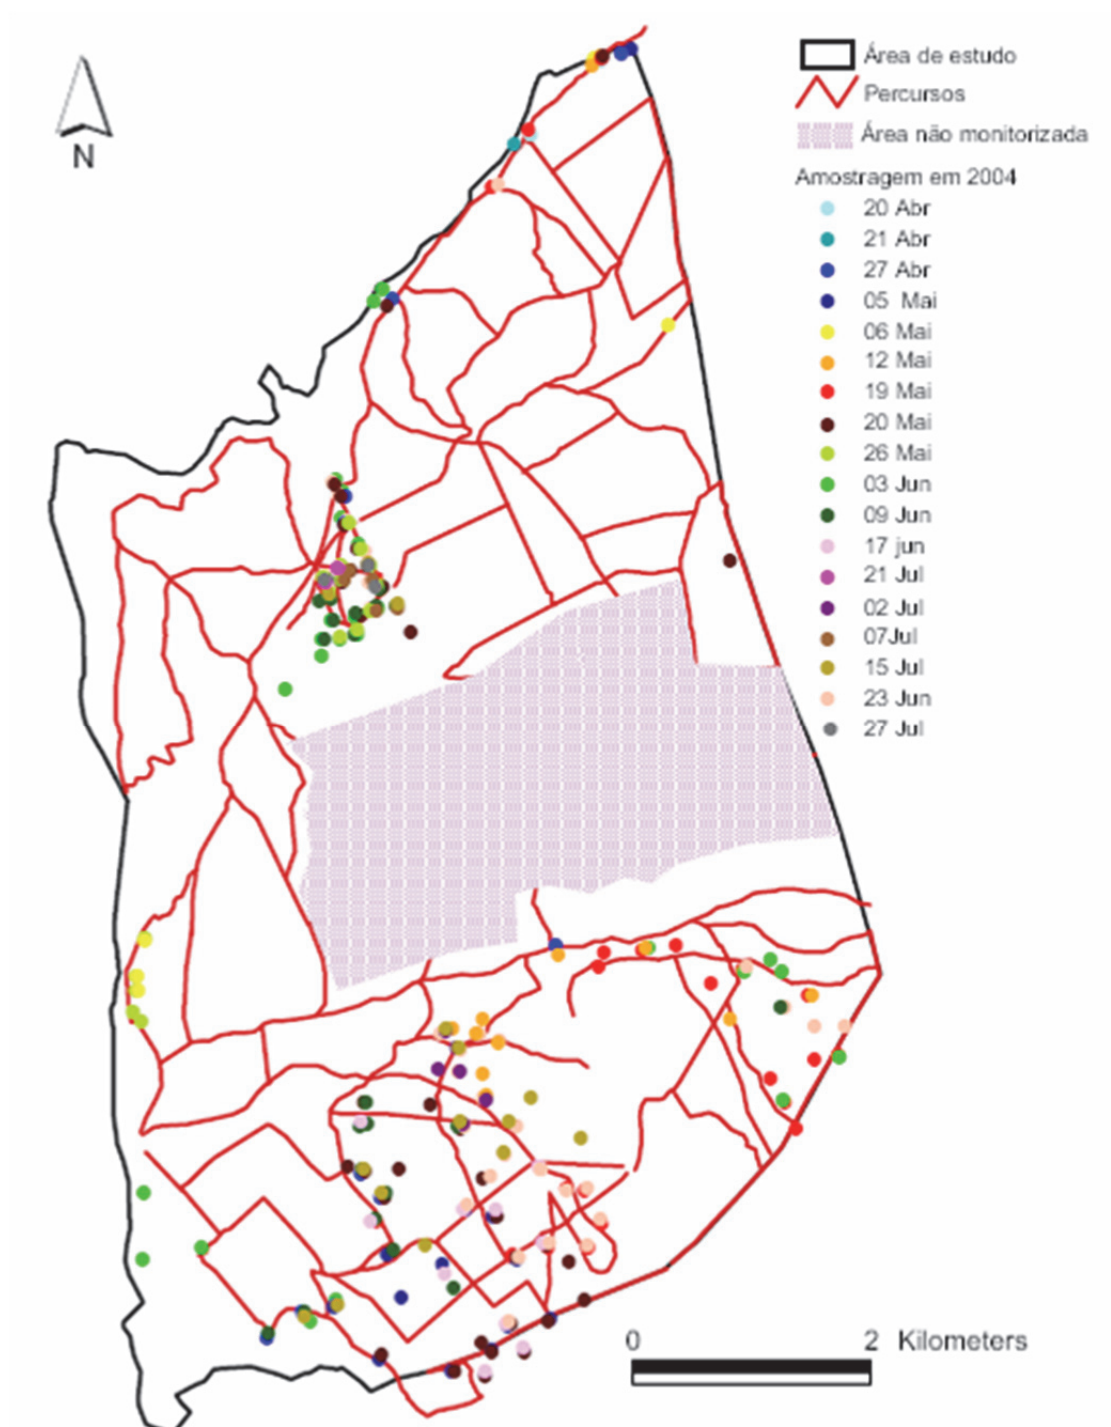 N
Área de estudo
Percursos
Área não monitorizada
Amostragem em 2004
20 Abr
21 Abr
27 Abr
05 Mai
06 Mai
12 Mai
19 Mai
20 Mai
26 Mai
03 Jun
09 Jun
17 jun
21 Jul
02 Jul
07Jul
15 Jul
23 Jun
27 Jul
0 2 Kilometers